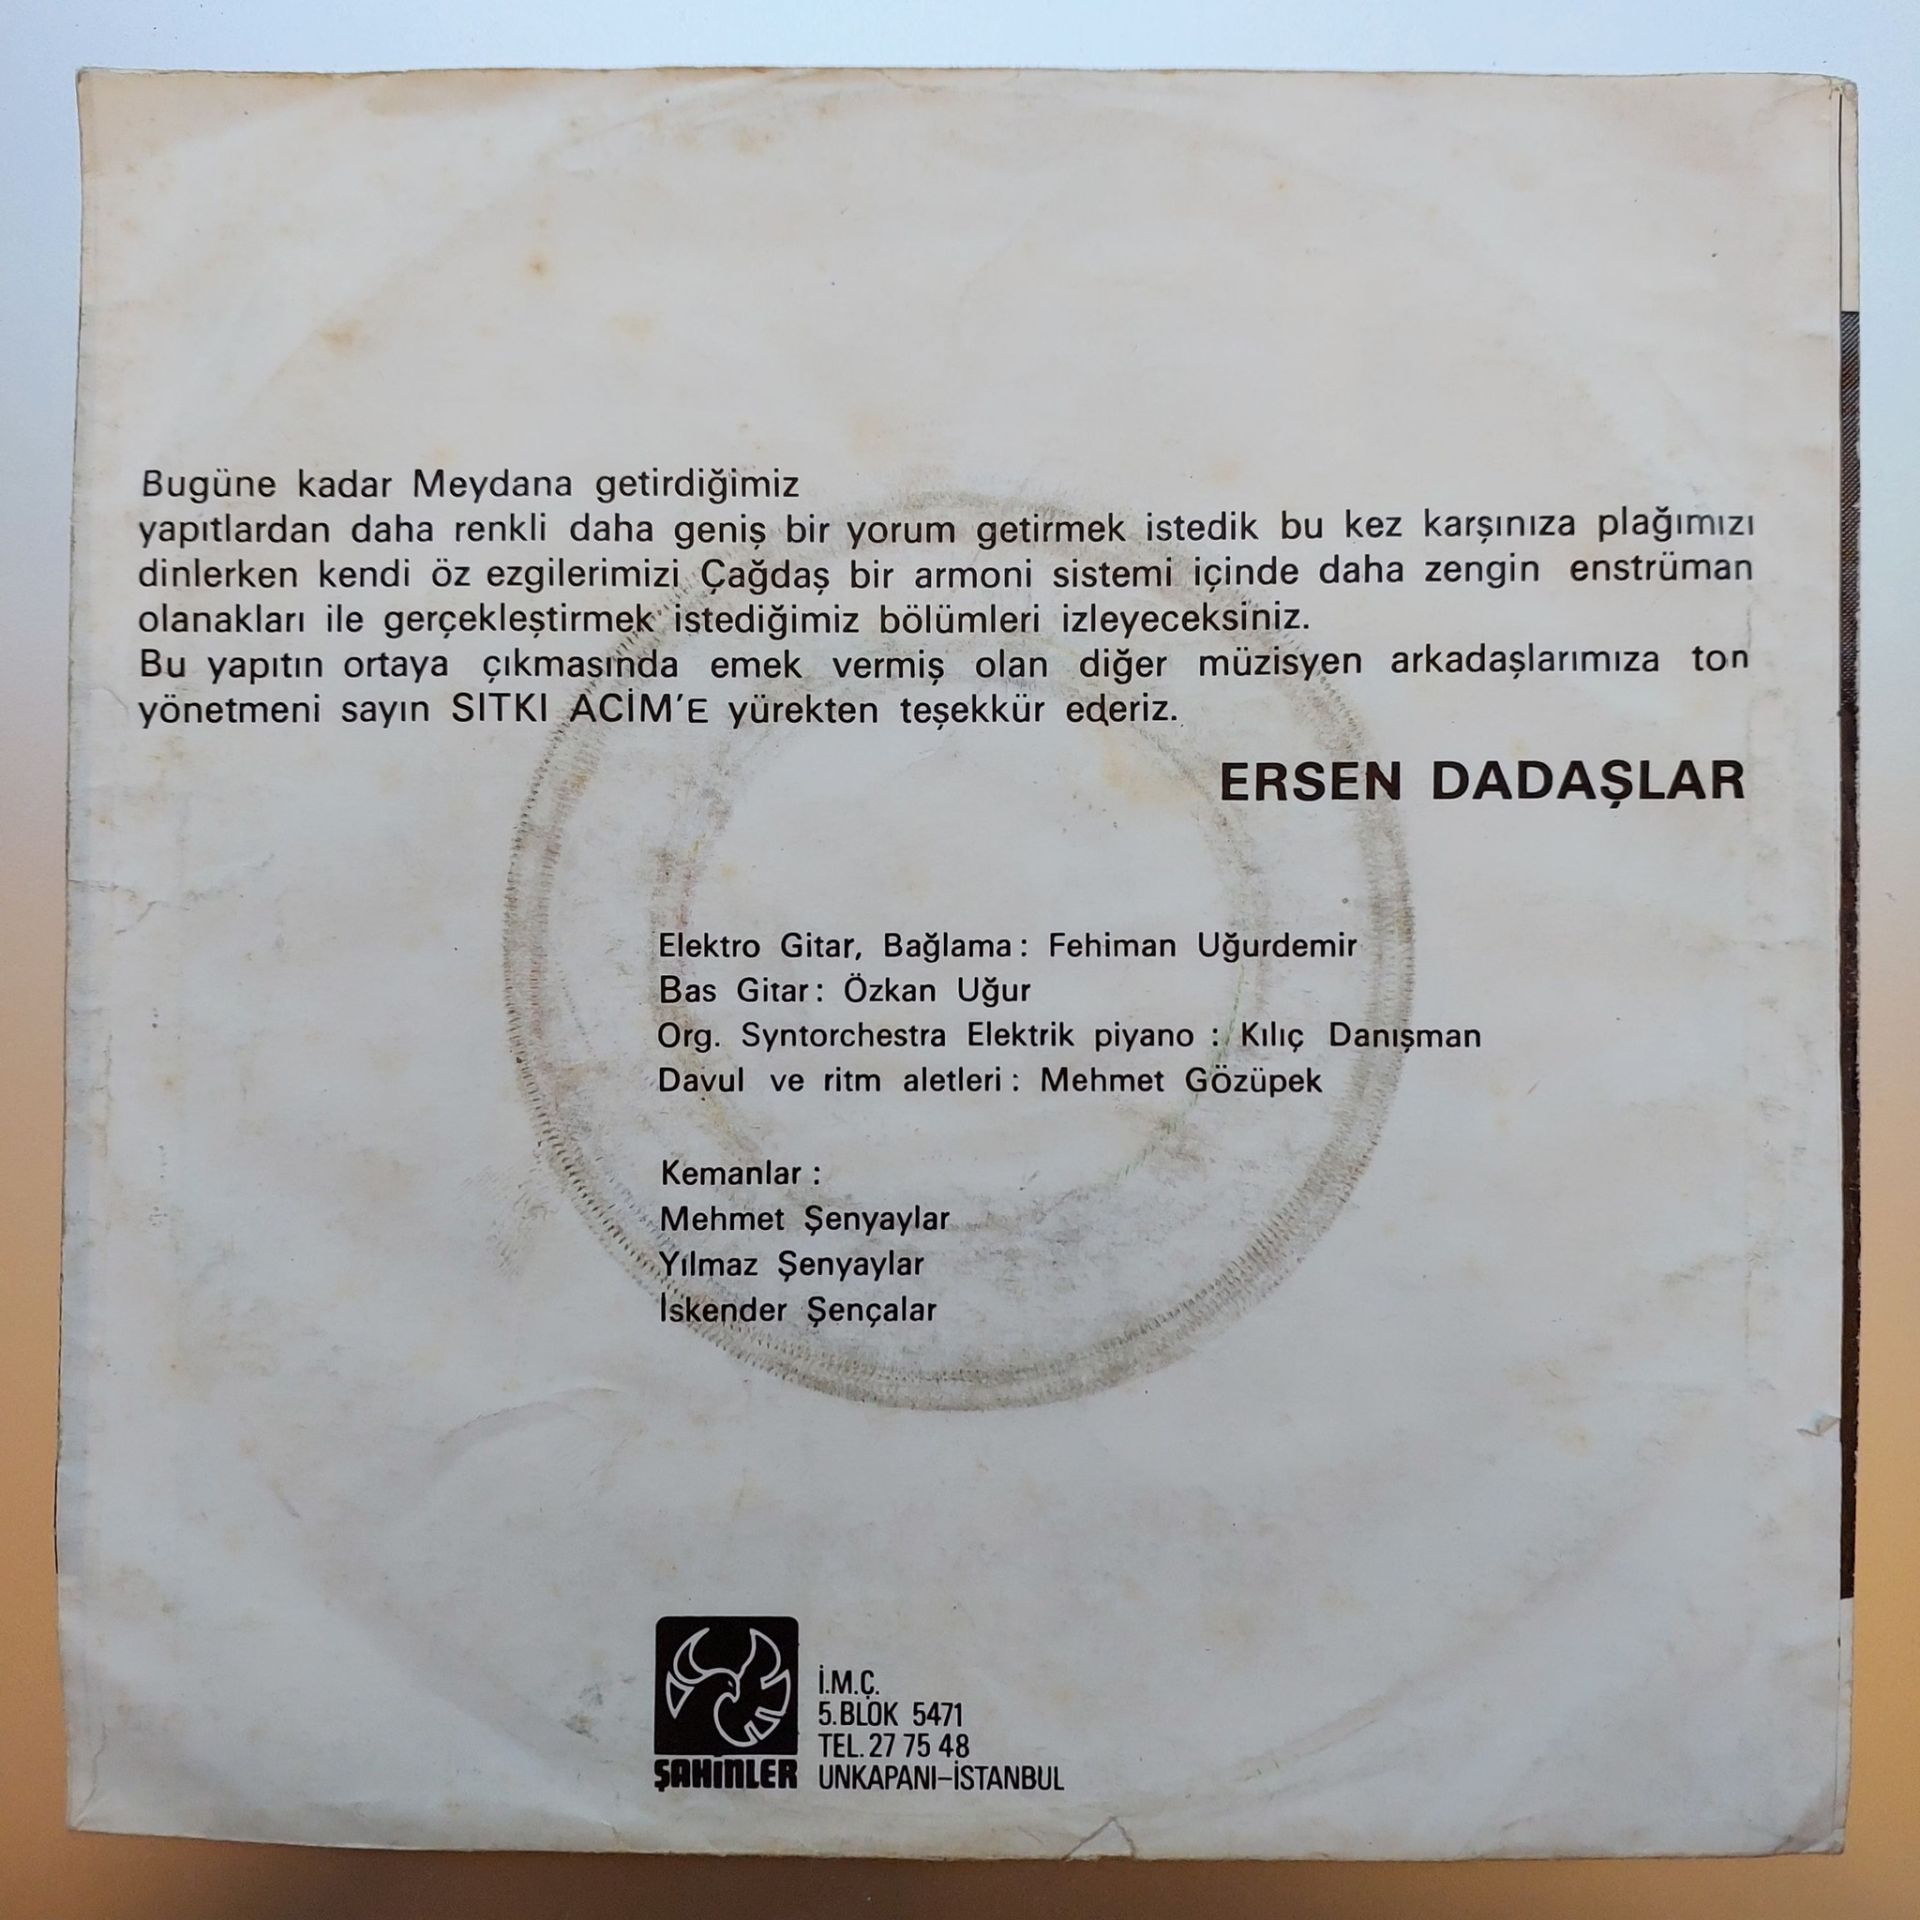 Bugüne kadar Meydana getirdiğimiz
yapıtlardan daha renkli daha geniş bir yorum getirmek istedik bu kez karşınıza plağımızı
dinlerken kendi öz ezgilerimizi Çağdaş bir armoni sistemi içinde daha zengin enstrüman
olanakları ile gerçekleştirmek istediğimiz bölümleri izleyeceksiniz.
Bu yapıtın ortaya çıkmasında emek vermiş olan diğer müzisyen arkadaşlarımıza ton
yönetmeni sayın SITKI ACİM'E yürekten teşekkür ederiz.
ERSEN DADAŞLAR
Elektro Gitar, Bağlama : Fehiman Uğurdemir
Bas Gitar : Özkan Uğur
Org. Syntorchestra Elektrik piyano : Kılıç Danışman
Davul ve ritm aletleri : Mehmet Gözüpek
Kemanlar :
Mehmet Şenyaylar
Yılmaz Şenyaylar
İskender Şençalar
ŞAHİNLER
İ.M.Ç.
5.BLOK 5471
TEL.27 75 48
UNKAPANI-İSTANBUL